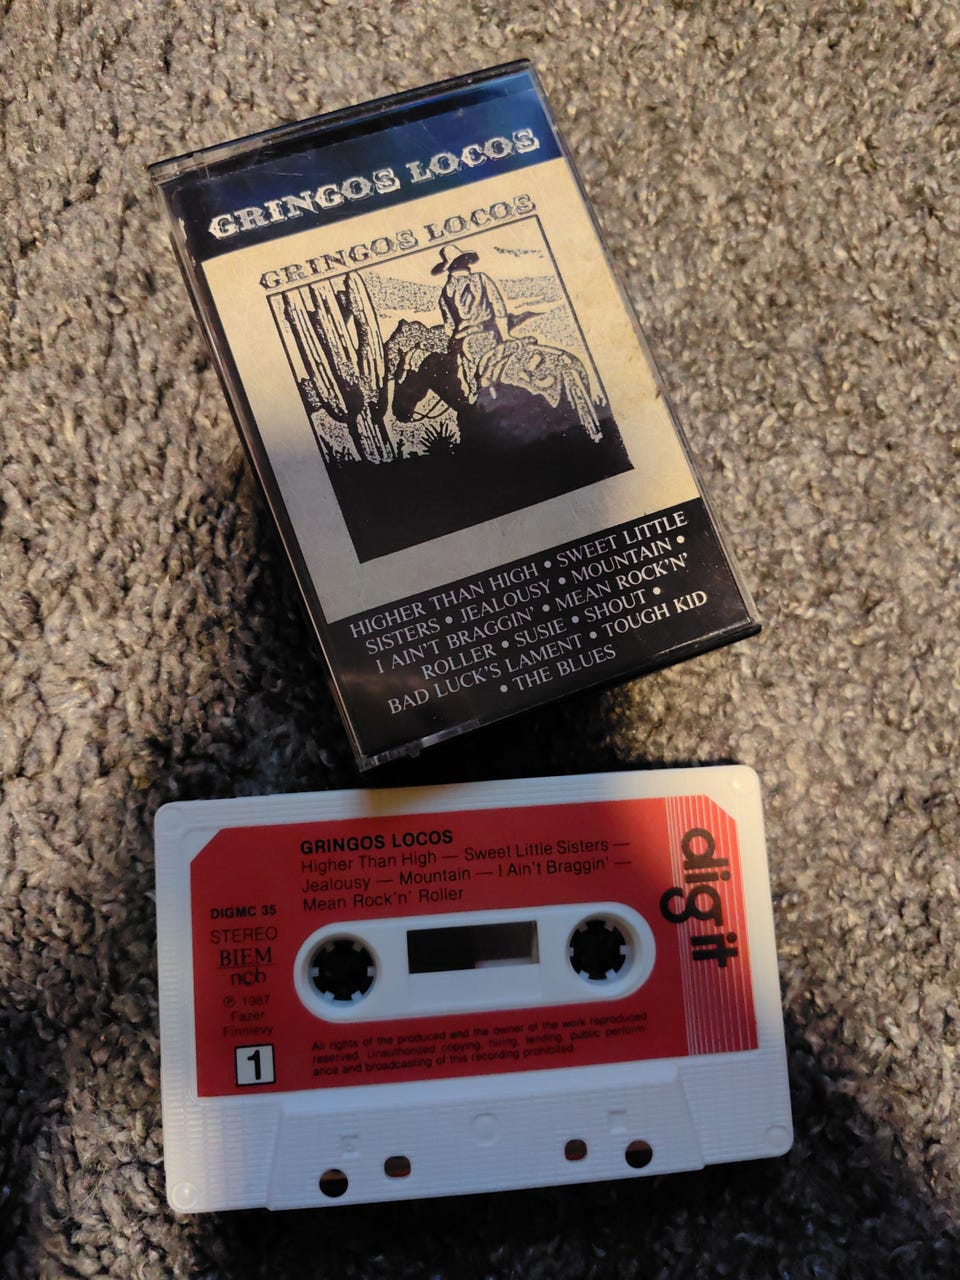 GRINGOS LOCOS
GRINGOS LOCOS
HIGHER THAN HIGH • SWEET LITTLE
SISTERS • JEALOUSY • MOUNTAIN •
I AIN'T BRAGGIN' • MEAN ROCK'N'
ROLLER • SUSIE • SHOUT •
BAD LUCK'S LAMENT • TOUGH KID
• THE BLUES
GRINGOS LOCOS
Higher Than High — Sweet Little Sisters —
Jealousy — Mountain — I Ain't Braggin' —
Mean Rock'n' Roller
dig it
DIGMC 35
STEREO
BIEM
ncb
℗ 1987
Fazer
Finnlevy
1
All rights of the produced and the owner of the work reproduced
reserved. Unauthorized copying, hiring, lending, public perform-
ance and broadcasting of this recording prohibited.